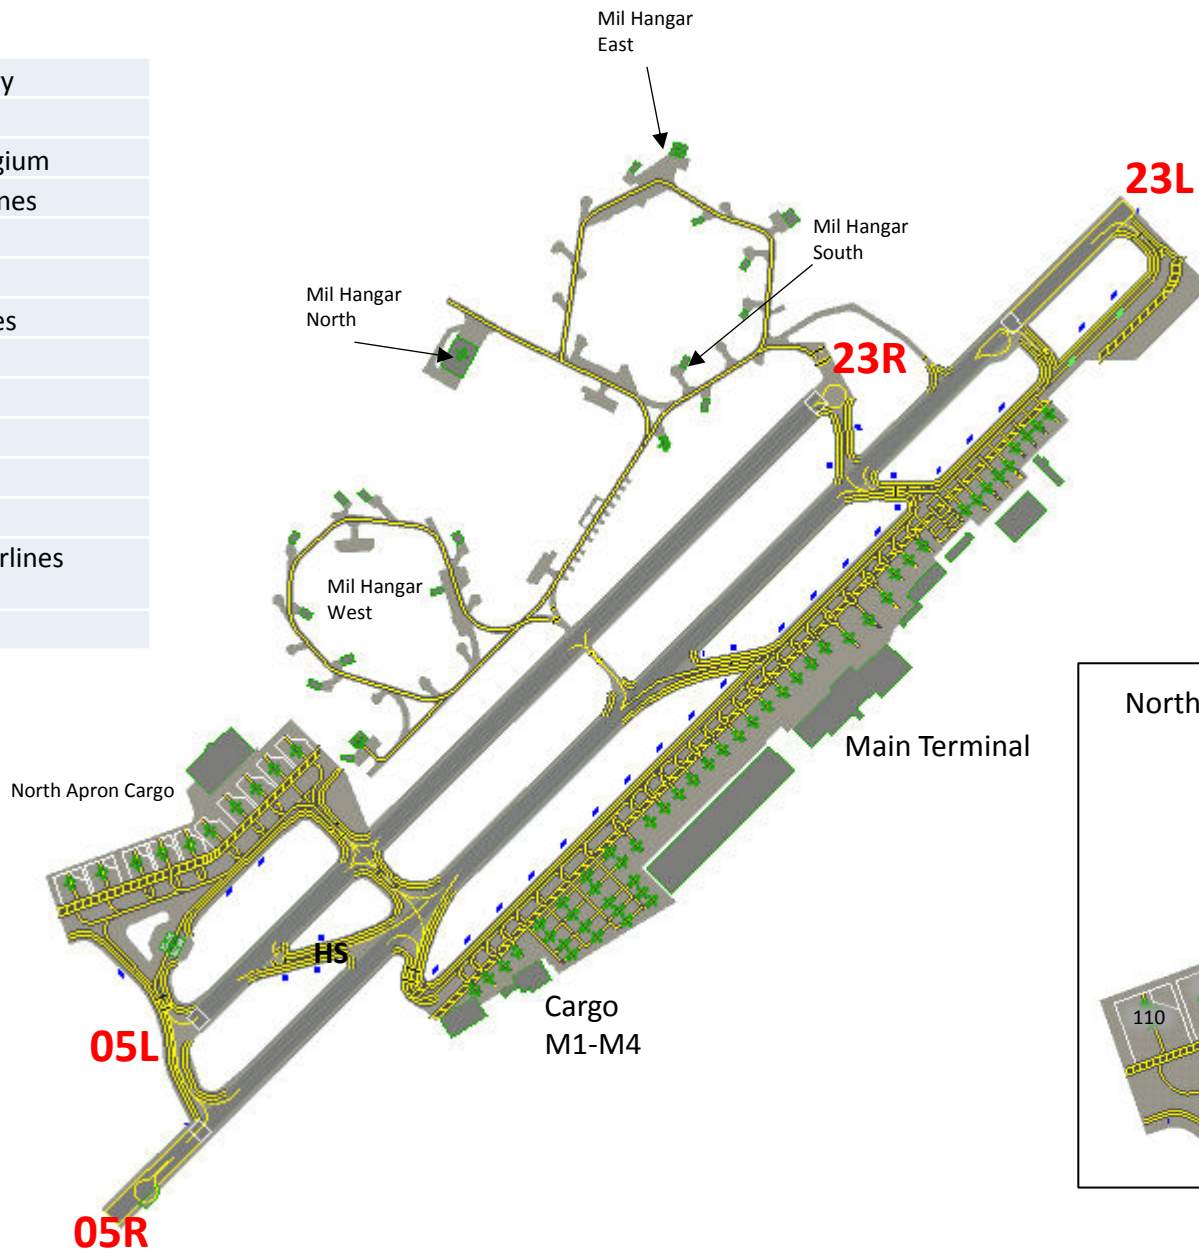 y
gium
nes
es
rlines
Mil Hangar
East
23L
Mil Hangar
South
Mil Hangar
North
23R
Mil Hangar
West
North
Main Terminal
North Apron Cargo
HS
Cargo
M1-M4
110
05L
05R